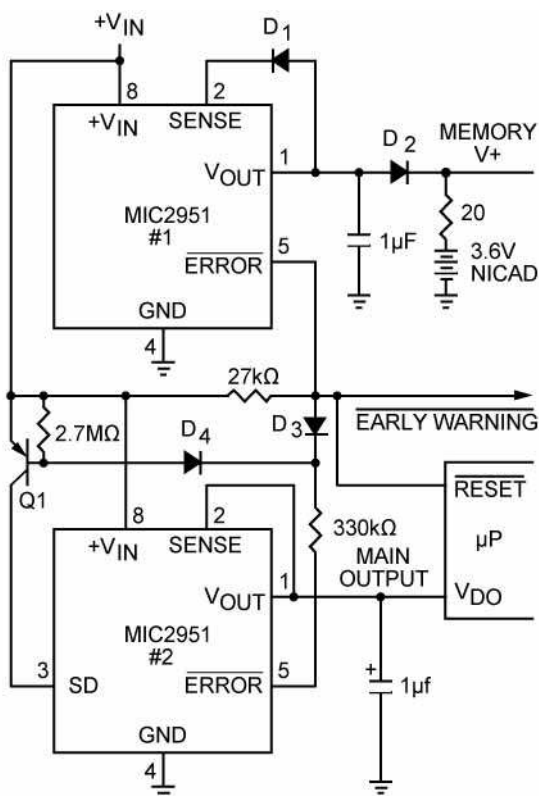 +VIN
D1
8
2
+VIN
SENSE
VOUT
1
D2
MEMORY
V+
MIC2951
#1
1µF
20
ERROR
5
3.6V
NICAD
GND
4
27kΩ
EARLY WARNING
2.7MΩ
D4
D3
Q1
8
2
330kΩ
RESET
+VIN
SENSE
MAIN
OUTPUT
µP
VOUT
1
VDO
MIC2951
#2
3
SD
ERROR
5
+
1µf
GND
4